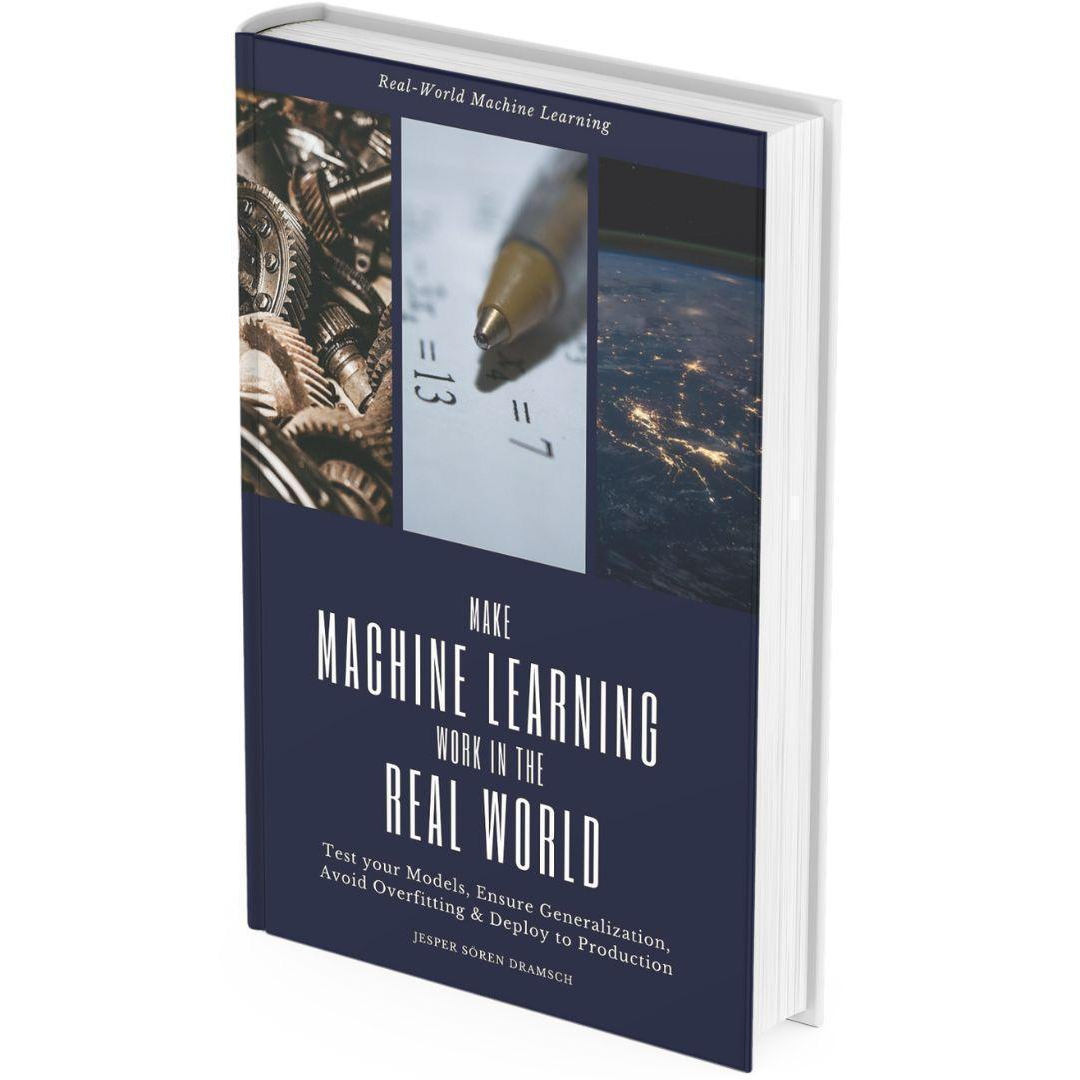 Real-World Machine Learning
= 13
= 7
MAKE
MACHINE LEARNING
WORK IN THE
REAL WORLD
Test your Models, Ensure Generalization,
Avoid Overfitting & Deploy to Production
JESPER SÖREN DRAMSCH